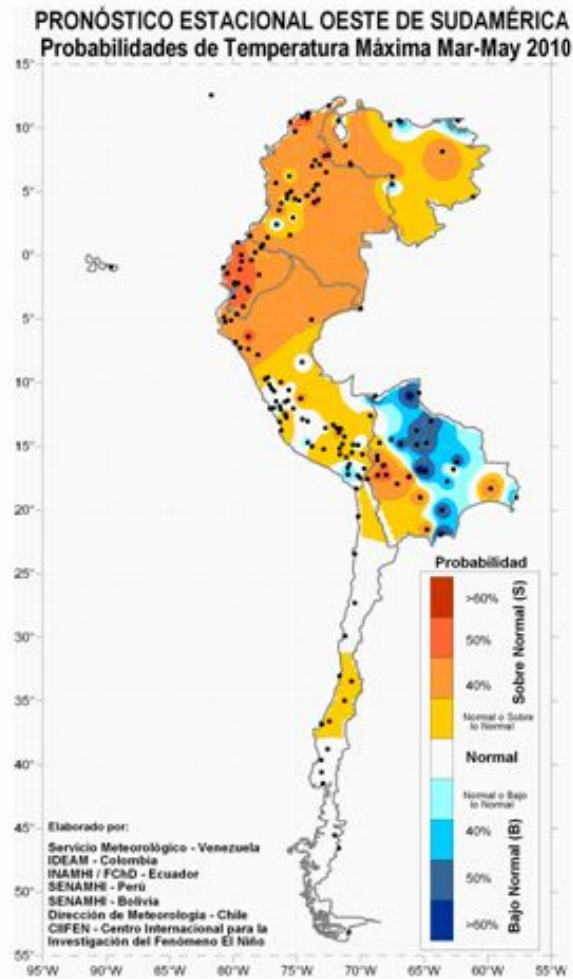 PRONÓSTICO ESTACIONAL OESTE DE SUDAMÉRICA
Probabilidades de Temperatura Máxima Mar-May 2010
15°
10°
5°
0°
5°
10°
15°
20°
25°
30°
35°
40°
45°
50°
55°
95°W
90°W
85°W
80°W
75°W
70°W
65°W
60°W
55°W
Probabilidad
>60%
50%
40%
Normal o Sobre
lo Normal
Normal
Normal o Bajo
lo Normal
40%
50%
>60%
Sobre Normal (S)
Bajo Normal (B)
Elaborado por:
Servicio Meteorológico - Venezuela
IDEAM - Colombia
INAMHI / FChD - Ecuador
SENAMHI - Perú
SENAMHI - Bolivia
Dirección de Meteorologia - Chile
CIIFEN - Centro Internacional para la
Investigación del Fenómeno El Niño